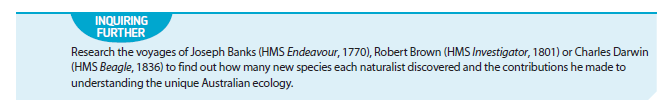 INQUIRING
FURTHER
Research the voyages of Joseph Banks (HMS Endeavour, 1770), Robert Brown (HMS Investigator, 1801) or Charles Darwin
(HMS Beagle, 1836) to find out how many new species each naturalist discovered and the contributions he made to
understanding the unique Australian ecology.